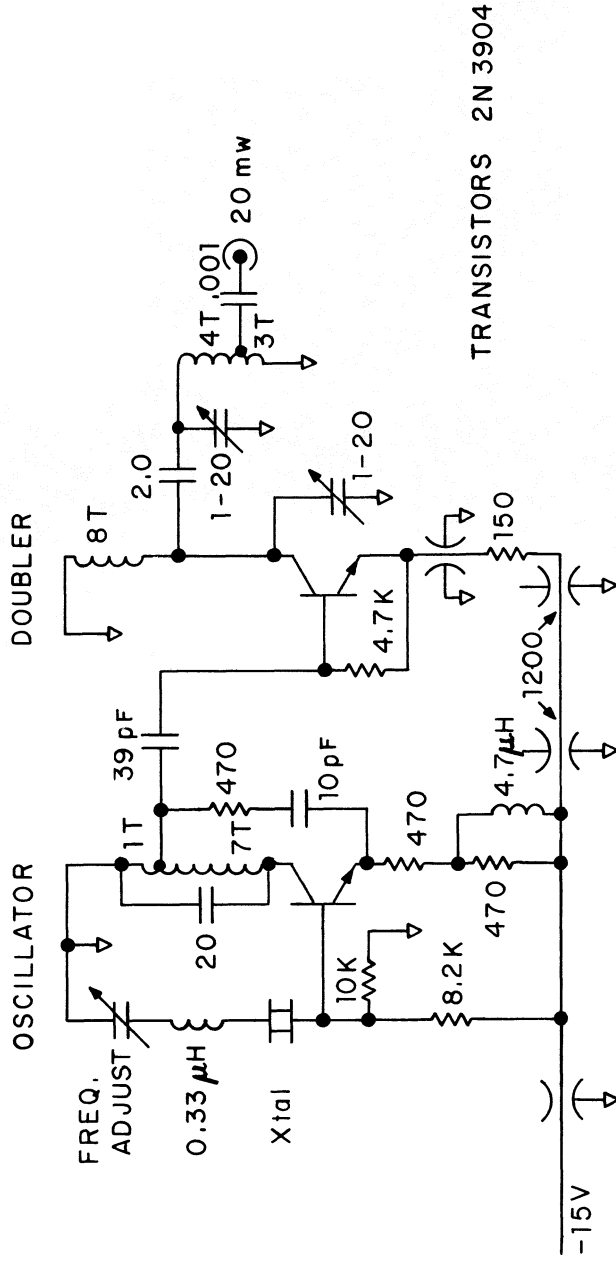 OSCILLATOR
DOUBLER
FREQ.
ADJUST
0.33 μH
Xtal
20
1T
7T
39 pF
470
10 pF
10K
8.2K
470
470
4.7μH
1200
4.7K
150
8T
2.0
1-20
1-20
4T
3T
.001
20 mw
-15V
TRANSISTORS 2N 3904